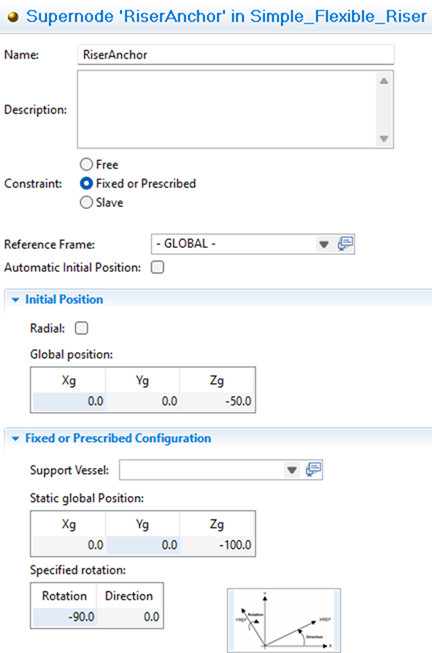 Supernode 'RiserAnchor' in Simple_Flexible_Riser
Name: RiserAnchor
Description:
Free
Constraint: Fixed or Prescribed
Slave
Reference Frame: - GLOBAL -
Automatic Initial Position:
Initial Position
Radial:
Global position:
Xg Yg Zg
0.0 0.0 -50.0
Fixed or Prescribed Configuration
Support Vessel:
Static global Position:
Xg Yg Zg
0.0 0.0 -100.0
Specified rotation:
Rotation Direction
-90.0 0.0
Rotation
Direction